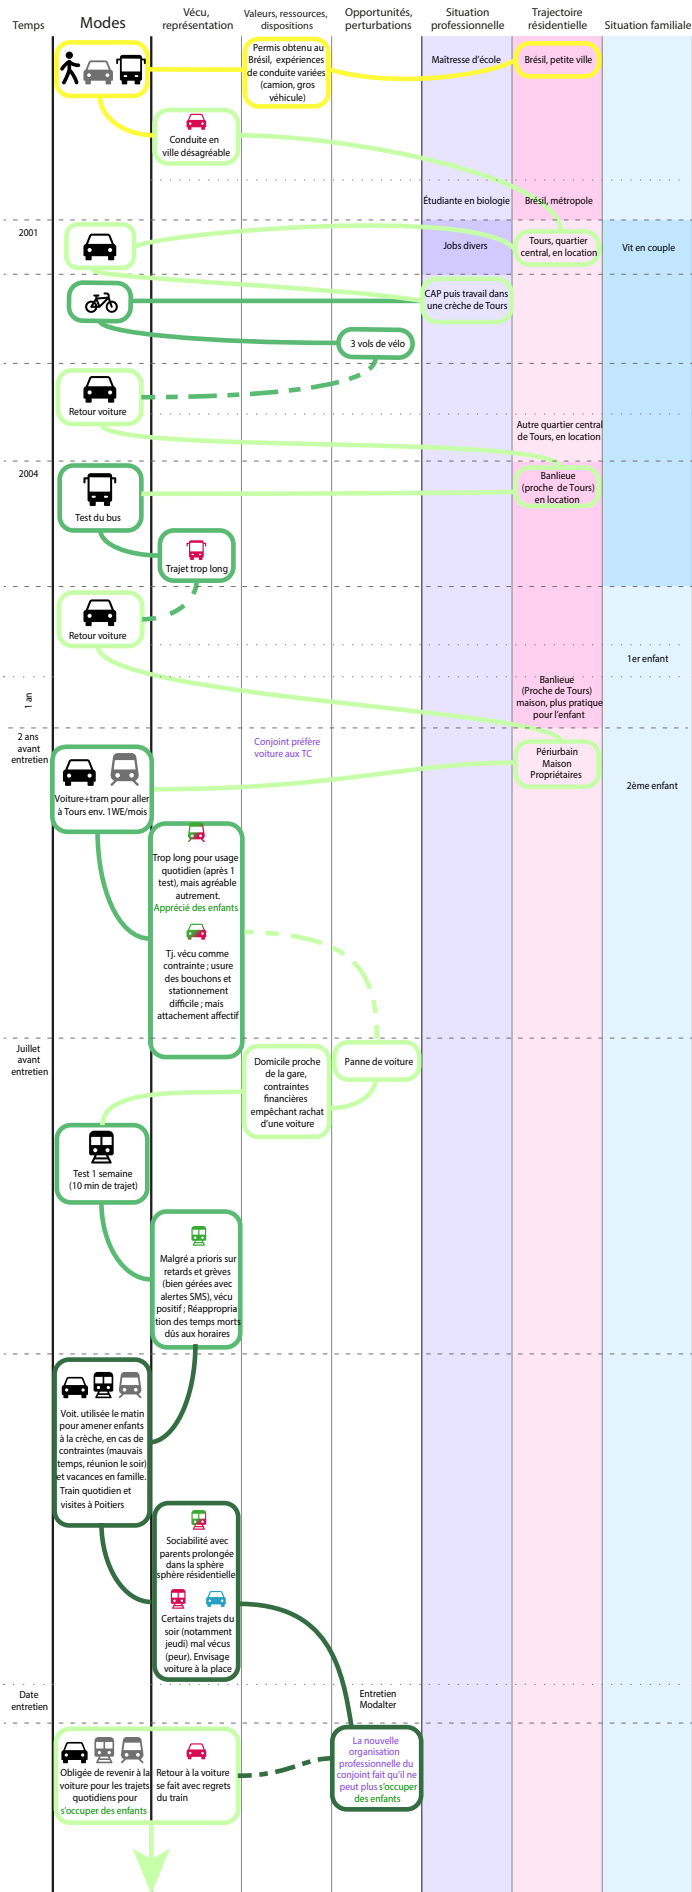 Temps
Modes
Vécu,
représentation
Valeurs, ressources,
dispositions
Opportunités,
perturbations
Situation
professionnelle
Trajectoire
résidentielle
Situation familiale
Permis obtenu au
Brésil, expériences
de conduite variées
(camion, gros
véhicule)
Maîtresse d'école
Brésil, petite ville
Conduite en
ville désagréable
Étudiante en biologie
Brésil, métropole
2001
Jobs divers
Tours, quartier
central, en location
Vit en couple
CAP puis travail dans
une crèche de Tours
3 vols de vélo
Retour voiture
Autre quartier central
de Tours, en location
2004
Test du bus
Banlieue
(proche de Tours)
en location
Trajet trop long
Retour voiture
1er enfant
1 an
Banlieue
(Proche de Tours)
maison, plus pratique
pour l'enfant
2 ans
avant
entretien
Conjoint préfère
voiture aux TC
Périurbain
Maison
Propriétaires
2ème enfant
Voiture+tram pour aller
à Tours env. 1WE/mois
Trop long pour usage
quotidien (après 1
test), mais agréable
autrement.
Apprécié des enfants
Tj. vécu comme
contrainte ; usure
des bouchons et
stationnement
difficile ; mais
attachement affectif
Juillet
avant
entretien
Domicile proche
de la gare,
contraintes
financières
empêchant rachat
d'une voiture
Panne de voiture
Test 1 semaine
(10 min de trajet)
Malgré a prioris sur
retards et grèves
(bien gérées avec
alertes SMS), vécu
positif ; Réappropria
tion des temps morts
dûs aux horaires
Voit. utilisée le matin
pour amener enfants
à la crèche, en cas de
contraintes (mauvais
temps, réunion le soir)
et vacances en famille.
Train quotidien et
visites à Poitiers
Sociabilité avec
parents prolongée
dans la sphère
sphère résidentielle
Certains trajets du
soir (notamment
jeudi) mal vécus
(peur). Envisage
voiture à la place
Date
entretien
Entretien
Modalter
Obligée de revenir à la
voiture pour les trajets
quotidiens pour
s'occuper des enfants
Retour à la voiture
se fait avec regrets
du train
La nouvelle
organisation
professionnelle du
conjoint fait qu'il ne
peut plus s'occuper
des enfants